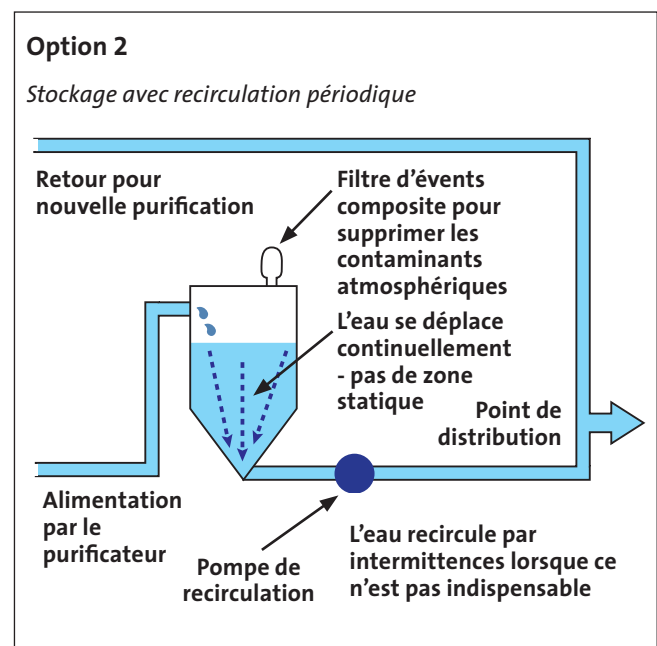 Option 2
Stockage avec recirculation périodique
Retour pour
nouvelle purification
Filtre d'évents
composite pour
supprimer les
contaminants
atmosphériques
L'eau se déplace
continuellement
- pas de zone
statique
Point de
distribution
Alimentation
par le
purificateur
Pompe de
recirculation
L'eau recircule par
intermittences lorsque ce
n'est pas indispensable